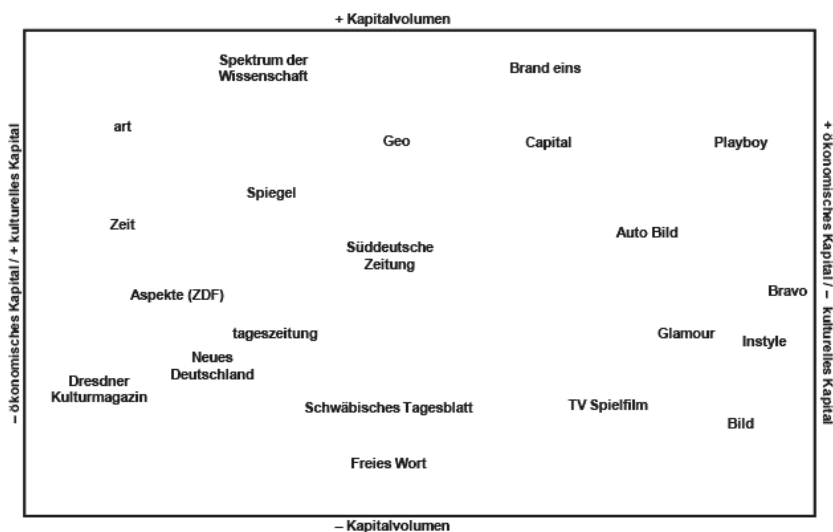 + Kapitalvolumen
Spektrum der
Wissenschaft
Brand eins
art
Geo
Capital
Playboy
Spiegel
Zeit
Süddeutsche
Zeitung
Auto Bild
Aspekte (ZDF)
Bravo
tageszeitung
Glamour
Instyle
Neues
Deutschland
Dresdner
Kulturmagazin
Schwäbisches Tagesblatt
TV Spielfilm
Bild
Freies Wort
– Kapitalvolumen
– ökonomisches Kapital / + kulturelles Kapital
+ ökonomisches Kapital / – kulturelles Kapital